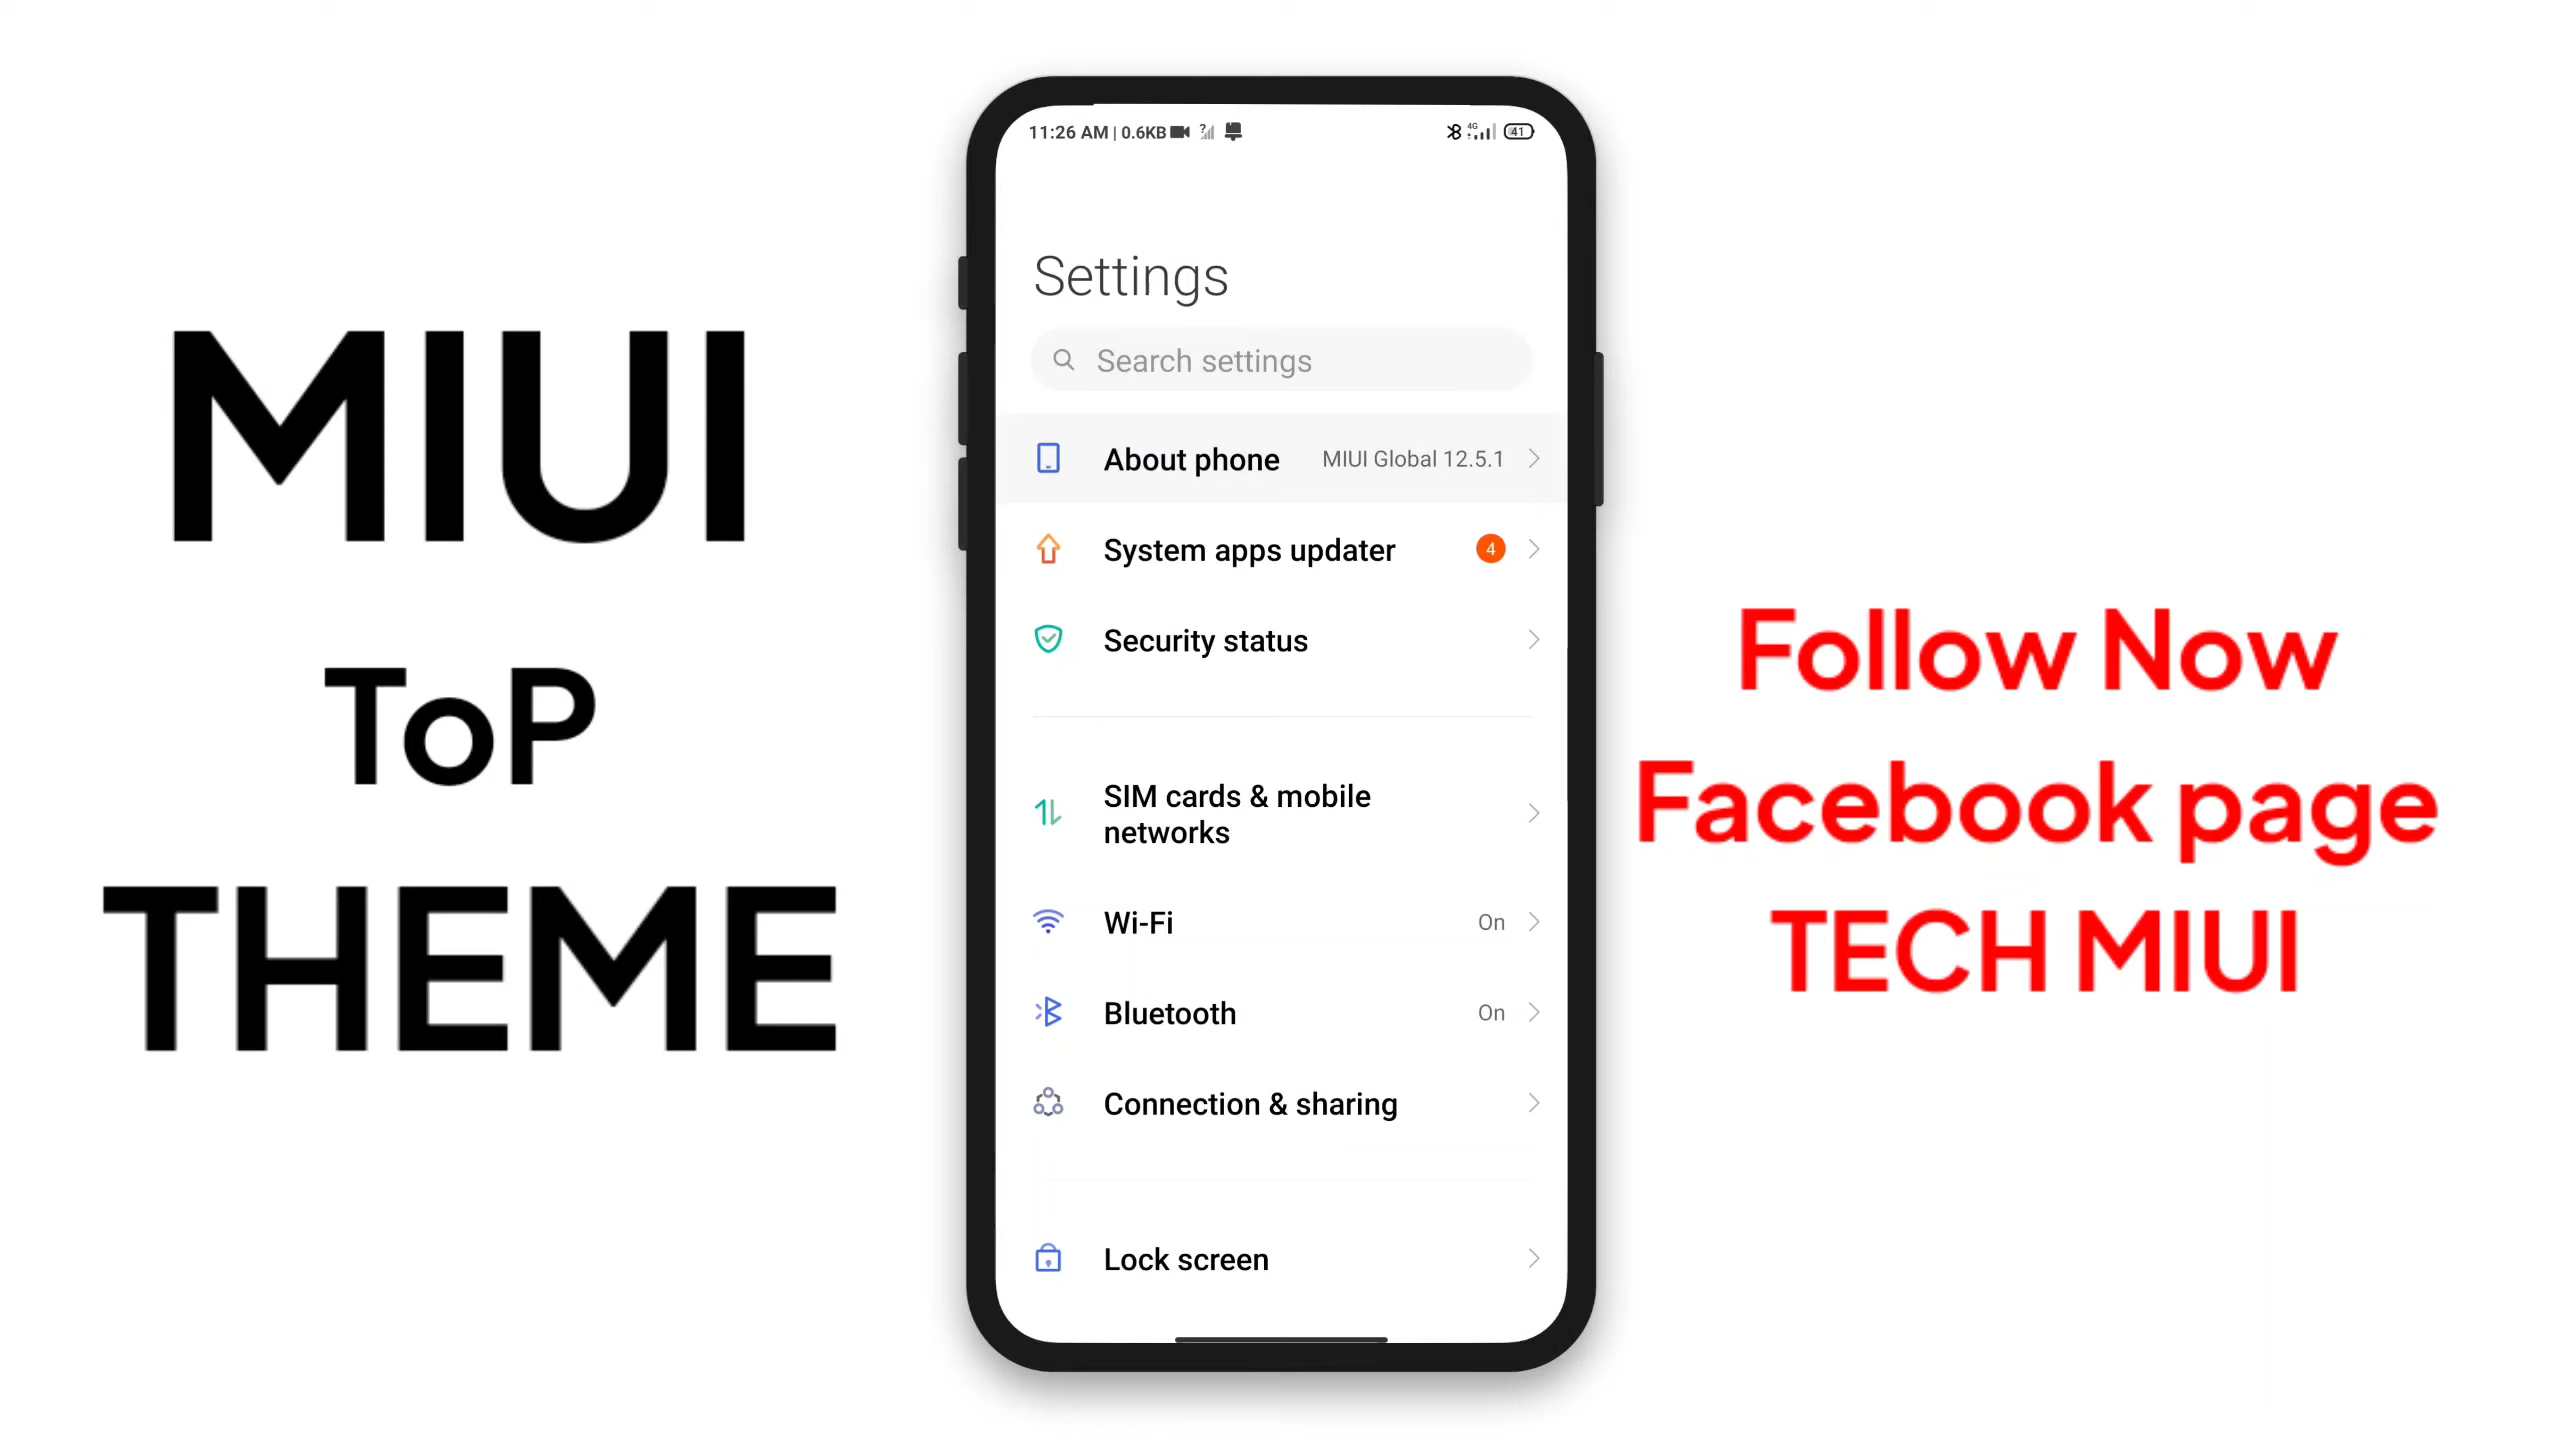 MIUI
ToP
THEME
11:26 AM | 0.6KB
4G
41
Settings
Search settings
About phone MIUI Global 12.5.1
System apps updater 4
Security status
SIM cards & mobile
networks
Wi-Fi On
Bluetooth On
Connection & sharing
Lock screen
Follow Now
Facebook page
TECH MIUI